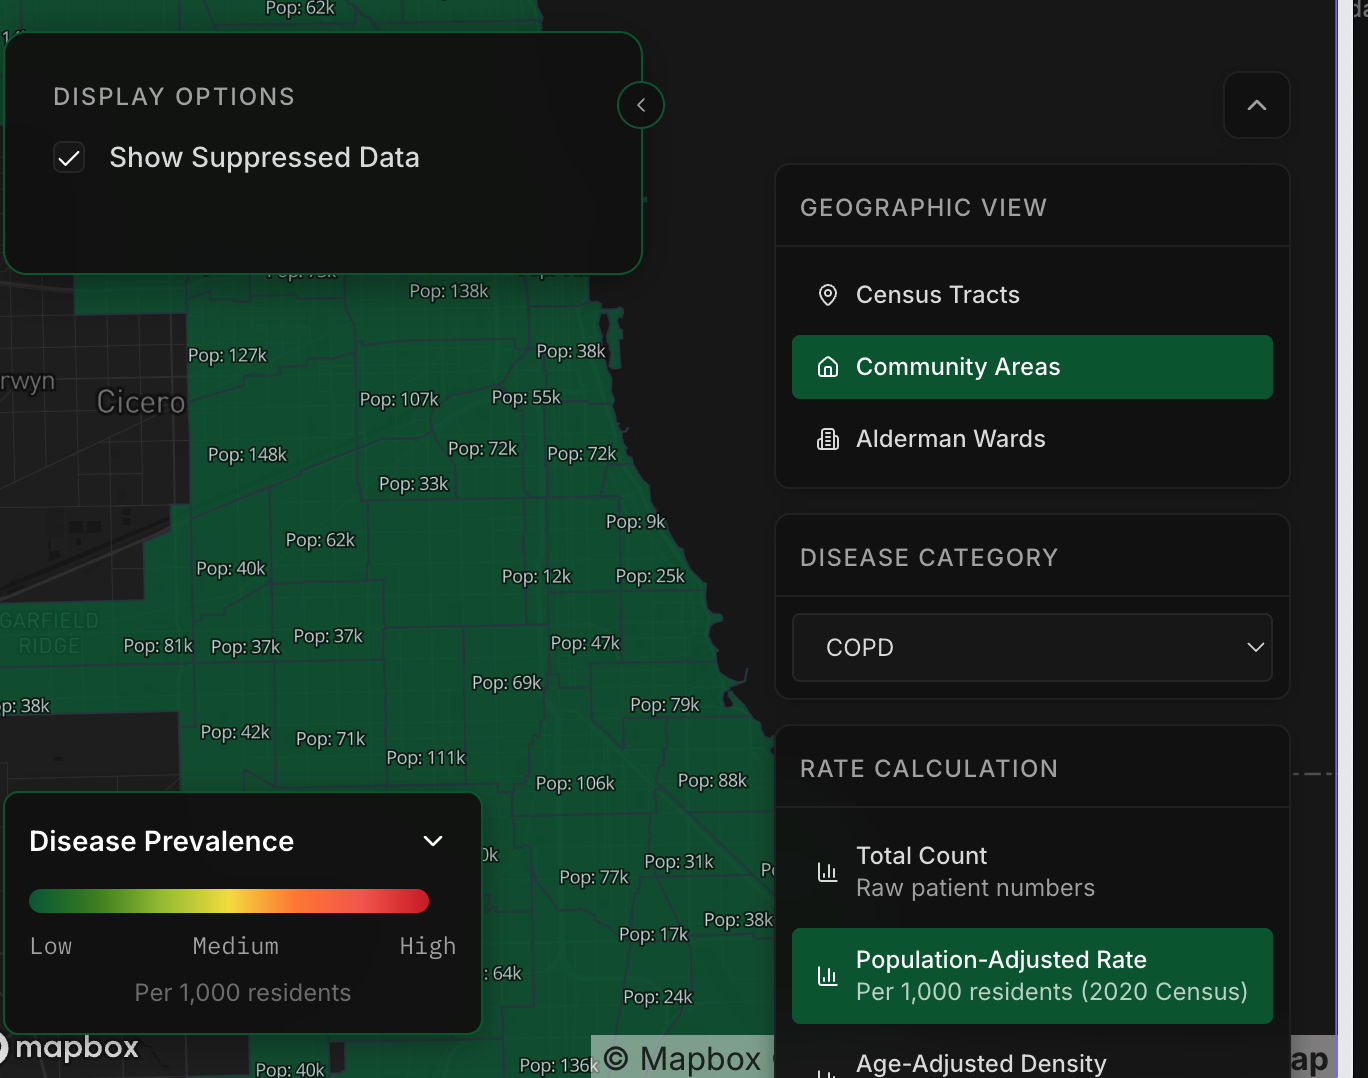 Pop: 62k
DISPLAY OPTIONS
Show Suppressed Data
Pop: 138k
Pop: 127k
Pop: 38k
rwyn
Cicero
Pop: 107k
Pop: 55k
Pop: 148k
Pop: 72k
Pop: 72k
Pop: 33k
Pop: 9k
Pop: 62k
Pop: 40k
Pop: 12k
Pop: 25k
GARFIELD
RIDGE
Pop: 81k
Pop: 37k
Pop: 37k
Pop: 47k
Pop: 69k
p: 38k
Pop: 79k
Pop: 42k
Pop: 71k
Pop: 111k
Pop: 106k
Pop: 88k
0k
Pop: 77k
Pop: 31k
Pop: 38k
Pop: 17k
: 64k
Pop: 24k
Pop: 40k
Pop: 136k
Disease Prevalence
Low
Medium
High
Per 1,000 residents
mapbox
© Mapbox
ap
GEOGRAPHIC VIEW
Census Tracts
Community Areas
Alderman Wards
DISEASE CATEGORY
COPD
RATE CALCULATION
Total Count
Raw patient numbers
Population-Adjusted Rate
Per 1,000 residents (2020 Census)
Age-Adjusted Density